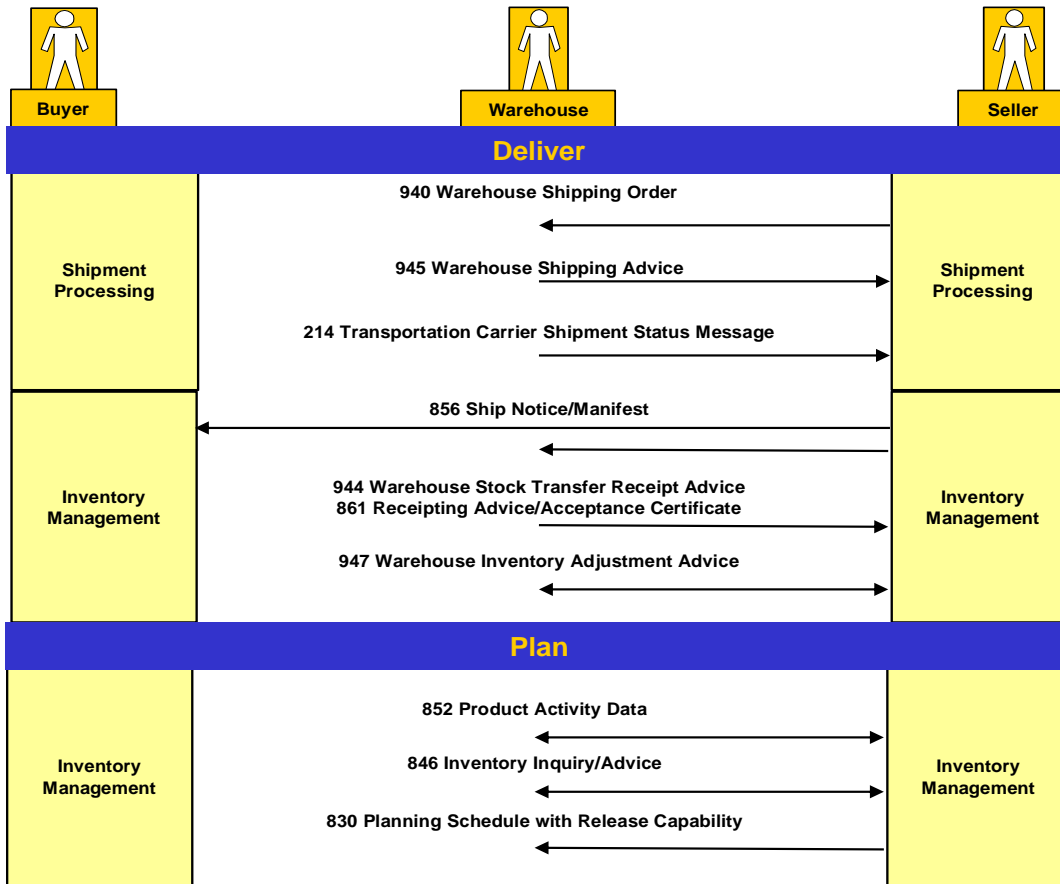 Buyer
Warehouse
Seller
Deliver
940 Warehouse Shipping Order
945 Warehouse Shipping Advice
Shipment
Processing
Shipment
Processing
214 Transportation Carrier Shipment Status Message
856 Ship Notice/Manifest
944 Warehouse Stock Transfer Receipt Advice
861 Receipting Advice/Acceptance Certificate
Inventory
Management
Inventory
Management
947 Warehouse Inventory Adjustment Advice
Plan
852 Product Activity Data
846 Inventory Inquiry/Advice
Inventory
Management
Inventory
Management
830 Planning Schedule with Release Capability